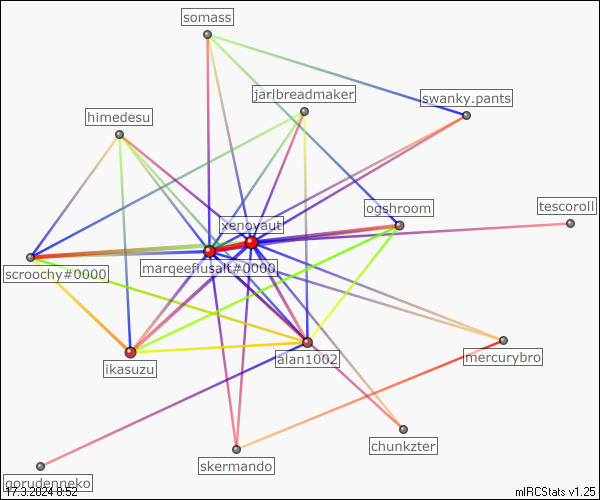 somass
jarlbreadmaker
swanky.pants
himedesu
ogshroom
tescoroll
xenovaut
marqeefiusalt#0000
scroochy#0000
ikasuzu
alan1002
mercurybro
chunkzter
skermando
gorudenneko
17.3.2024 8:52
mIRCStats v1.25